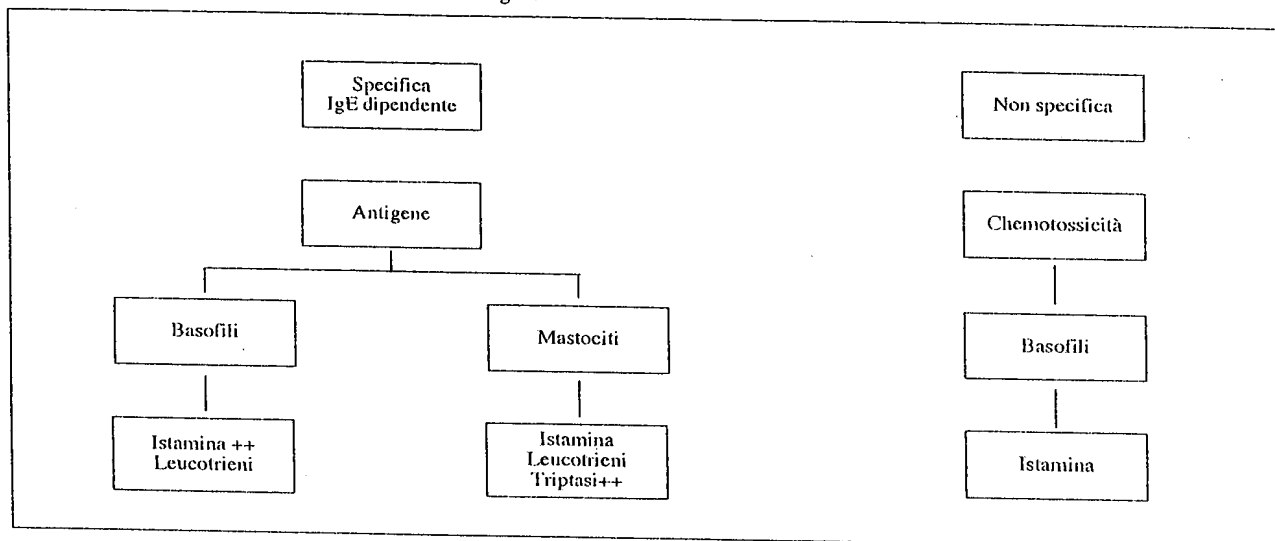 Specifica
IgE dipendente
Non specifica
Antigene
Chemotossicità
Basofili
Mastociti
Basofili
Istamina ++
Leucotrieni
Istamina
Leucotrieni
Triptasi++
Istamina